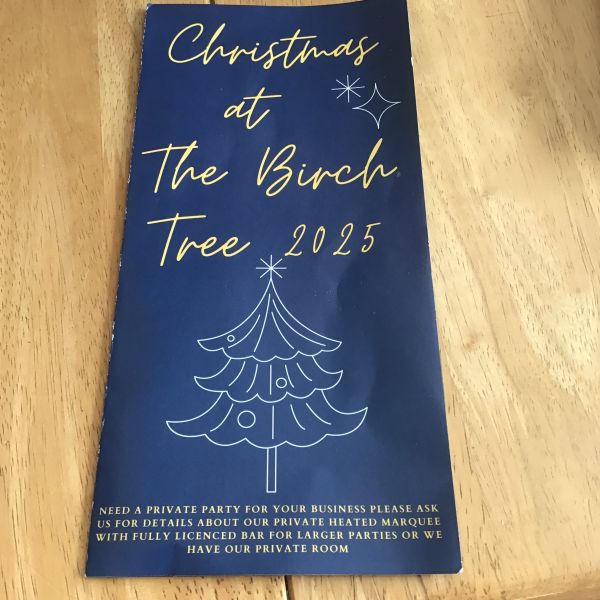 Christmas
at
The Birch
Tree 2025
NEED A PRIVATE PARTY FOR YOUR BUSINESS PLEASE ASK
US FOR DETAILS ABOUT OUR PRIVATE HEATED MARQUEE
WITH FULLY LICENCED BAR FOR LARGER PARTIES OR WE
HAVE OUR PRIVATE ROOM